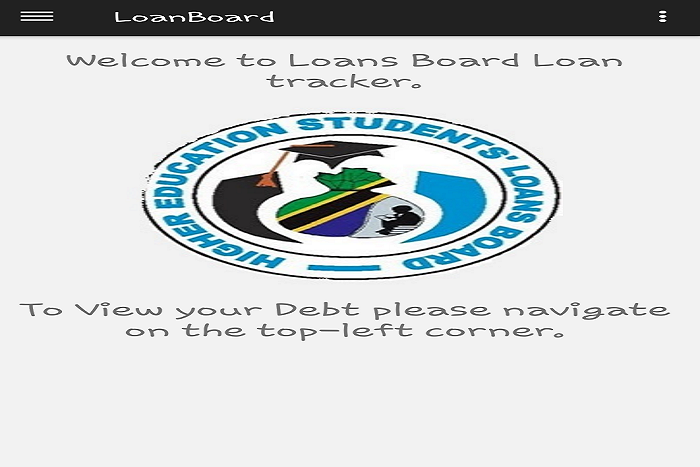 LoanBoard
Welcome to Loans Board Loan
tracker.
HIGHER EDUCATION STUDENTS' LOANS BOARD
To View your Debt please navigate
on the top-left corner.